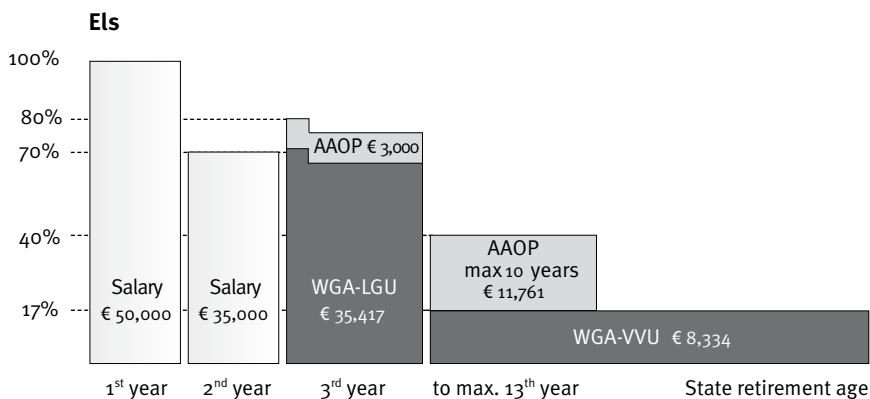 Els
100%
80%
70%
40%
17%
Salary
€ 50,000
Salary
€ 35,000
AAOP € 3,000
WGA-LGU
€ 35,417
AAOP
max 10 years
€ 11,761
WGA-VVU € 8,334
1st year
2nd year
3rd year
to max. 13th year
State retirement age